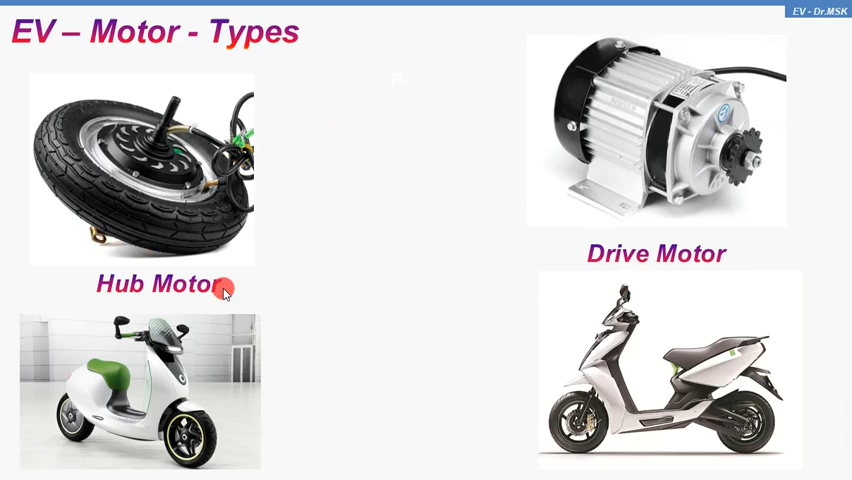 EV - Dr.MSK
EV – Motor - Types
Hub Motor
Drive Motor